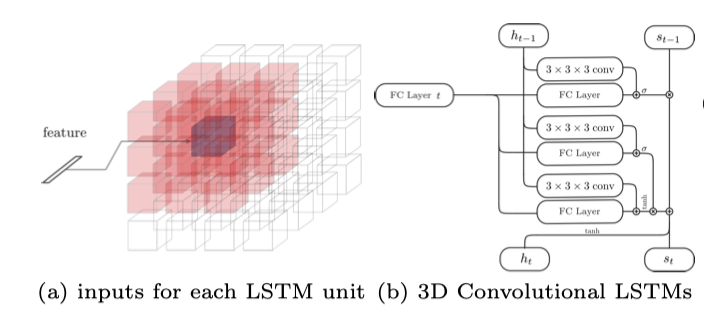 feature
h_{t−1}
s_{t−1}
3 × 3 × 3 conv
σ
FC Layer t
FC Layer
3 × 3 × 3 conv
σ
FC Layer
3 × 3 × 3 conv
tanh
FC Layer
tanh
h_t
s_t
(a) inputs for each LSTM unit (b) 3D Convolutional LSTMs